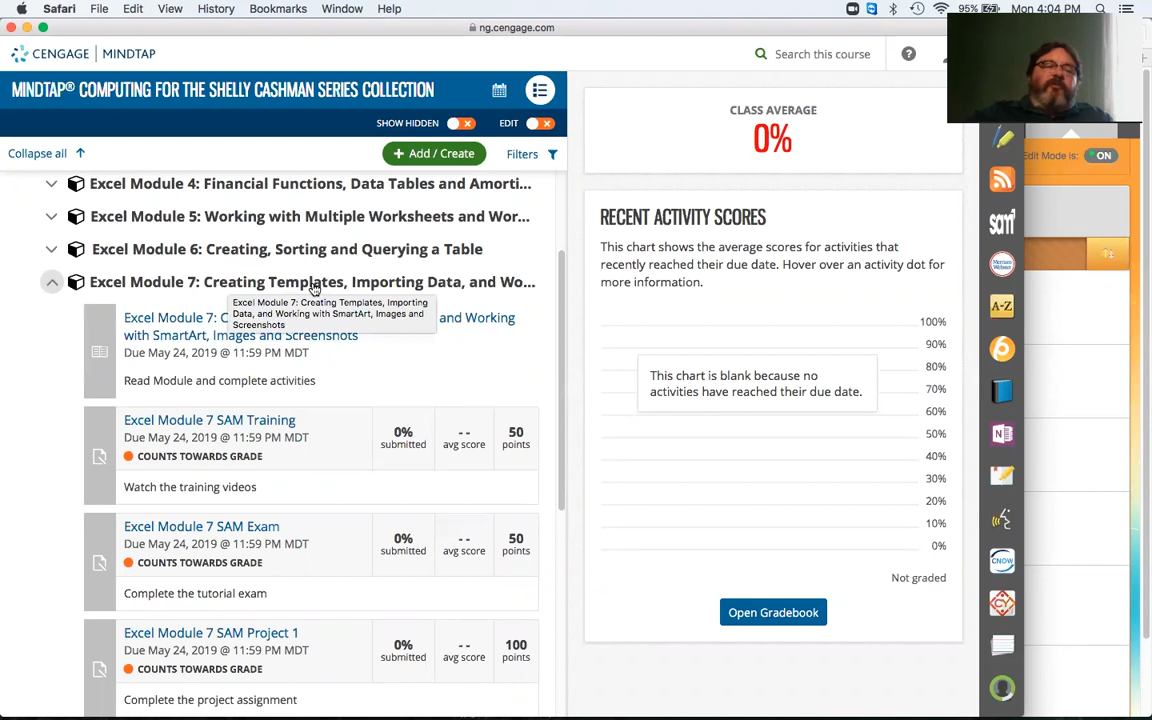 Safari File Edit View History Bookmarks Window Help
95% Mon 4:04 PM
ng.cengage.com
CENGAGE | MINDTAP
Search this course
?
MINDTAP® COMPUTING FOR THE SHELLY CASHMAN SERIES COLLECTION
SHOW HIDDEN
EDIT
Collapse all
+ Add / Create
Filters
Excel Module 4: Financial Functions, Data Tables and Amorti...
Excel Module 5: Working with Multiple Worksheets and Wor...
Excel Module 6: Creating, Sorting and Querying a Table
Excel Module 7: Creating Templates, Importing Data, and Wo...
Excel Module 7: Creating Templates, Importing
Data, and Working with SmartArt, Images and
Screenshots
Excel Module 7: C
and Working
with SmartArt, Images and Screenshots
Due May 24, 2019 @ 11:59 PM MDT
Read Module and complete activities
Excel Module 7 SAM Training
Due May 24, 2019 @ 11:59 PM MDT
COUNTS TOWARDS GRADE
0%
submitted
--
avg score
50
points
Watch the training videos
Excel Module 7 SAM Exam
Due May 24, 2019 @ 11:59 PM MDT
COUNTS TOWARDS GRADE
0%
submitted
--
avg score
50
points
Complete the tutorial exam
Excel Module 7 SAM Project 1
Due May 24, 2019 @ 11:59 PM MDT
COUNTS TOWARDS GRADE
0%
submitted
--
avg score
100
points
Complete the project assignment
CLASS AVERAGE
0%
RECENT ACTIVITY SCORES
This chart shows the average scores for activities that
recently reached their due date. Hover over an activity dot for
more information.
This chart is blank because no
activities have reached their due date.
100%
90%
80%
70%
60%
50%
40%
30%
20%
10%
0%
Not graded
Open Gradebook
sam
A-Z
N
CNOW
Edit Mode is: ON